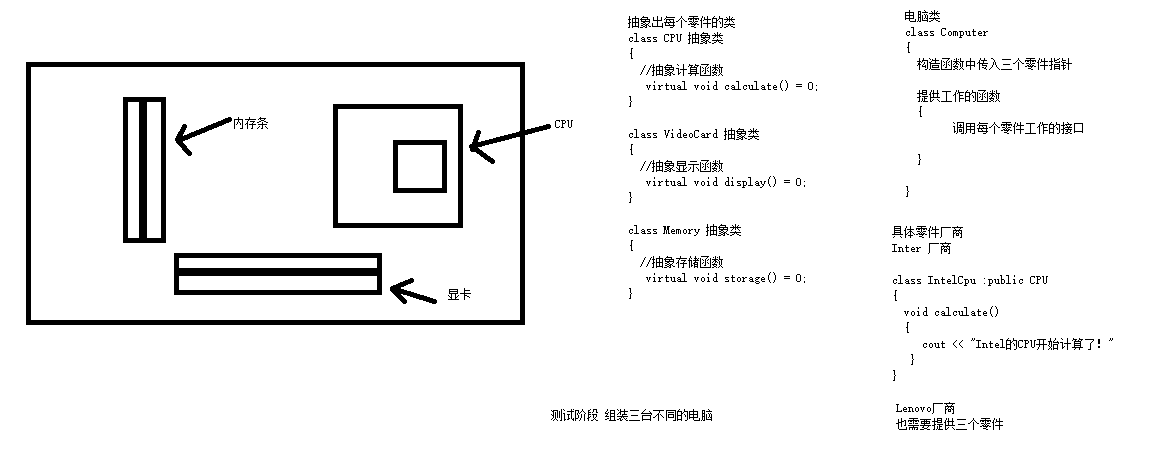 内存条
CPU
显卡
抽象出每个零件的类
class CPU 抽象类
{
//抽象计算函数
virtual void calculate() = 0;
}
class VideoCard 抽象类
{
//抽象显示函数
virtual void display() = 0;
}
class Memory 抽象类
{
//抽象存储函数
virtual void storage() = 0;
}
电脑类
class Computer
{
构造函数中传入三个零件指针
提供工作的函数
{
调用每个零件工作的接口
}
}
具体零件厂商
Inter 厂商
class IntelCpu :public CPU
{
void calculate()
{
cout << "Intel的CPU开始计算了！"
}
}
Lenovo厂商
也需要提供三个零件
测试阶段 组装三台不同的电脑